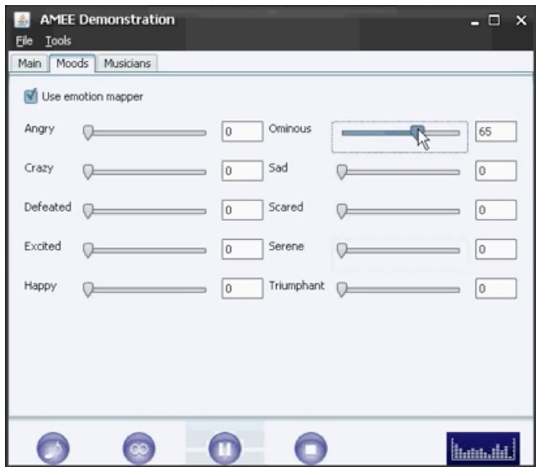 AMEE Demonstration
File Tools
Main Moods Musicians
Use emotion mapper
Angry 0 Ominous 65
Crazy 0 Sad 0
Defeated 0 Scared 0
Excited 0 Serene 0
Happy 0 Triumphant 0